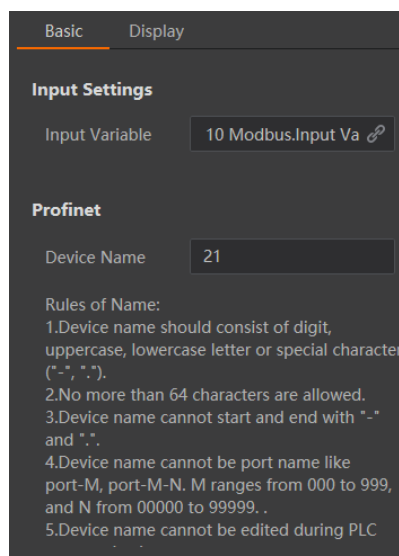 Basic Display
Input Settings
Input Variable 10 Modbus.Input Va
Profinet
Device Name 21
Rules of Name:
1.Device name should consist of digit,
uppercase, lowercase letter or special character
("-", ".").
2.No more than 64 characters are allowed.
3.Device name cannot start and end with "-"
and ".".
4.Device name cannot be port name like
port-M, port-M-N. M ranges from 000 to 999,
and N from 00000 to 99999. .
5.Device name cannot be edited during PLC